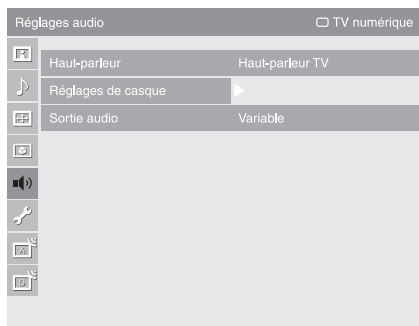 Réglages audio
TV numérique
Haut-parleur
Haut-parleur TV
Réglages de casque
Sortie audio
Variable
A